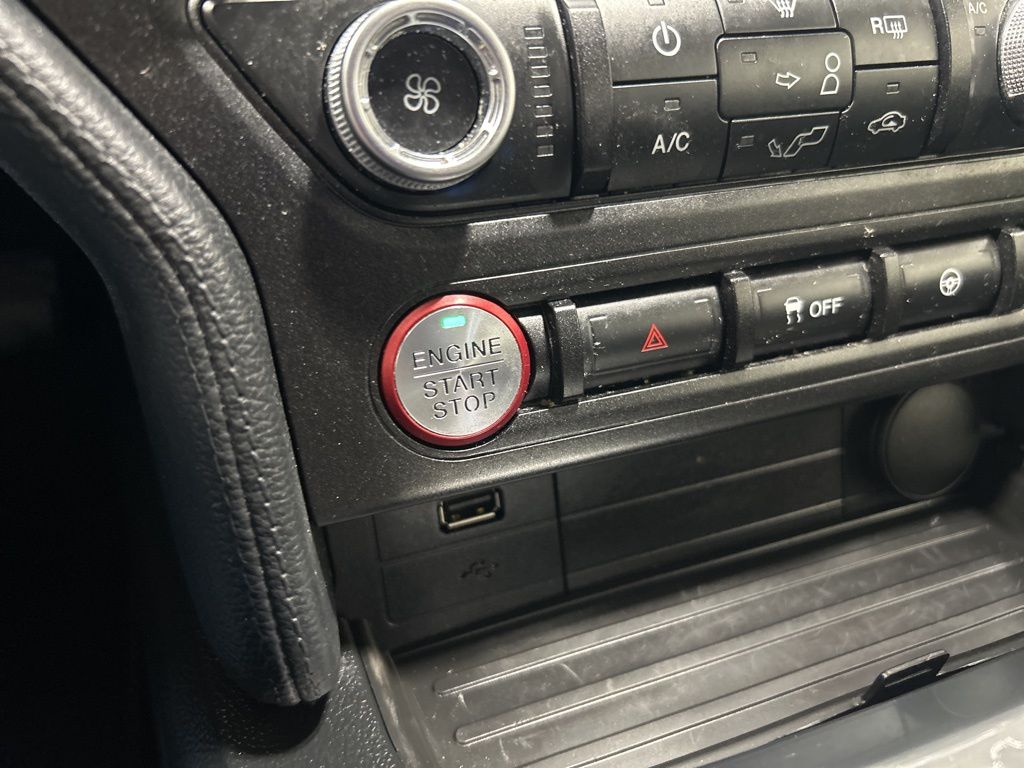 R
A/C
A/C
OFF
ENGINE
START
STOP